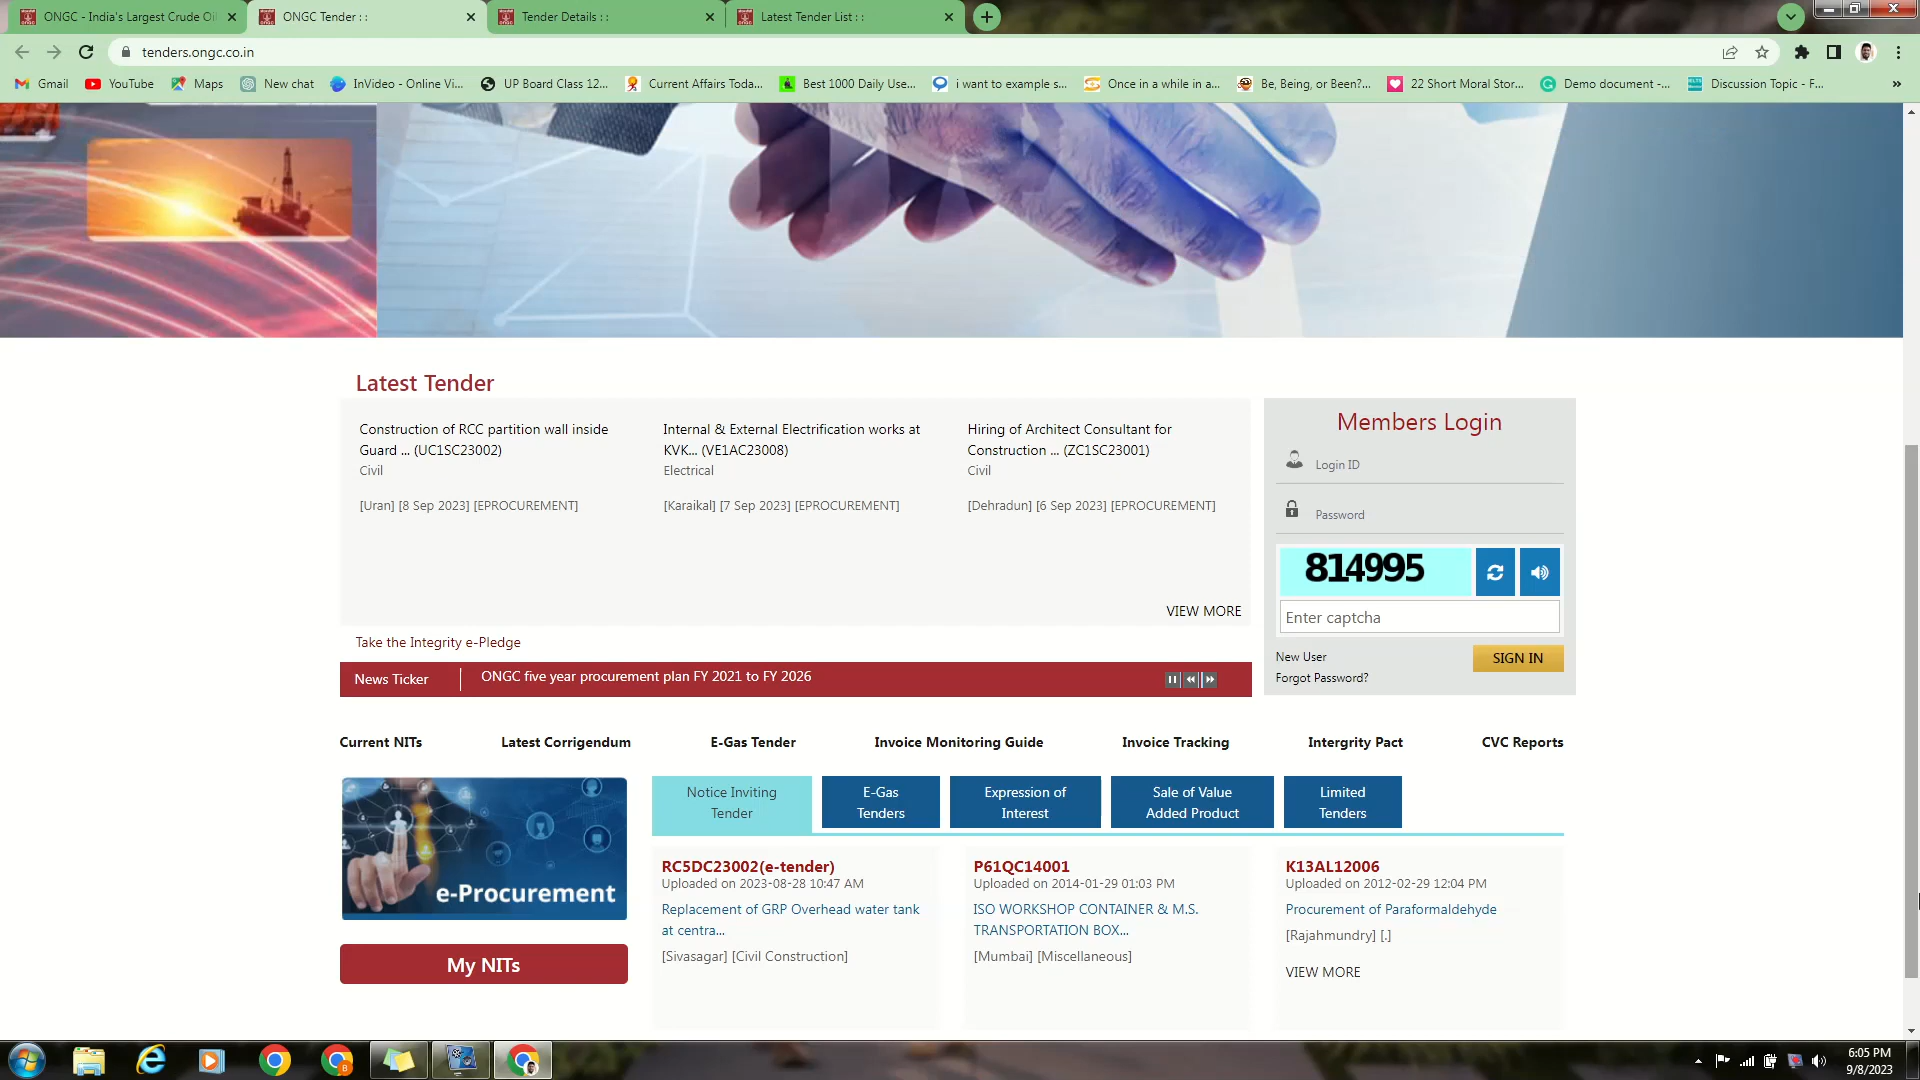 ONGC - India's Largest Crude Oi
ONGC Tender : :
Tender Details : :
Latest Tender List : :
tenders.ongc.co.in
Gmail
YouTube
Maps
New chat
InVideo - Online Vi...
UP Board Class 12...
Current Affairs Toda...
Best 1000 Daily Use...
i want to example s...
Once in a while in a...
Be, Being, or Been?...
22 Short Moral Stor...
Demo document -...
Discussion Topic - F...
Latest Tender
Construction of RCC partition wall inside
Guard ... (UC1SC23002)
Civil
[Uran] [8 Sep 2023] [EPROCUREMENT]
Internal & External Electrification works at
KVK... (VE1AC23008)
Electrical
[Karaikal] [7 Sep 2023] [EPROCUREMENT]
Hiring of Architect Consultant for
Construction ... (ZC1SC23001)
Civil
[Dehradun] [6 Sep 2023] [EPROCUREMENT]
VIEW MORE
Members Login
Login ID
Password
814995
Enter captcha
New User
SIGN IN
Forgot Password?
Take the Integrity e-Pledge
News Ticker
ONGC five year procurement plan FY 2021 to FY 2026
Current NITs
Latest Corrigendum
E-Gas Tender
Invoice Monitoring Guide
Invoice Tracking
Intergrity Pact
CVC Reports
e-Procurement
My NITs
Notice Inviting
Tender
E-Gas
Tenders
Expression of
Interest
Sale of Value
Added Product
Limited
Tenders
RC5DC23002(e-tender)
Uploaded on 2023-08-28 10:47 AM
Replacement of GRP Overhead water tank
at centra...
[Sivasagar] [Civil Construction]
P61QC14001
Uploaded on 2014-01-29 01:03 PM
ISO WORKSHOP CONTAINER & M.S.
TRANSPORTATION BOX...
[Mumbai] [Miscellaneous]
K13AL12006
Uploaded on 2012-02-29 12:04 PM
Procurement of Paraformaldehyde
[Rajahmundry] [.]
VIEW MORE
6:05 PM
9/8/2023